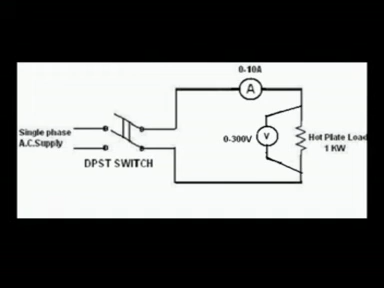 0-10A
A
Single phase
A.C.Supply
0-300V
V
Hot Plate Load
1 KW
DPST SWITCH